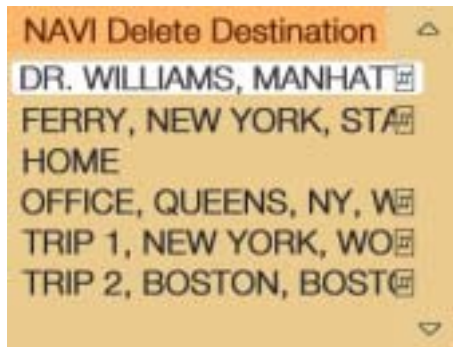 NAVI Delete Destination
DR. WILLIAMS, MANHATT
FERRY, NEW YORK, STA
HOME
OFFICE, QUEENS, NY, W
TRIP 1, NEW YORK, WO
TRIP 2, BOSTON, BOST